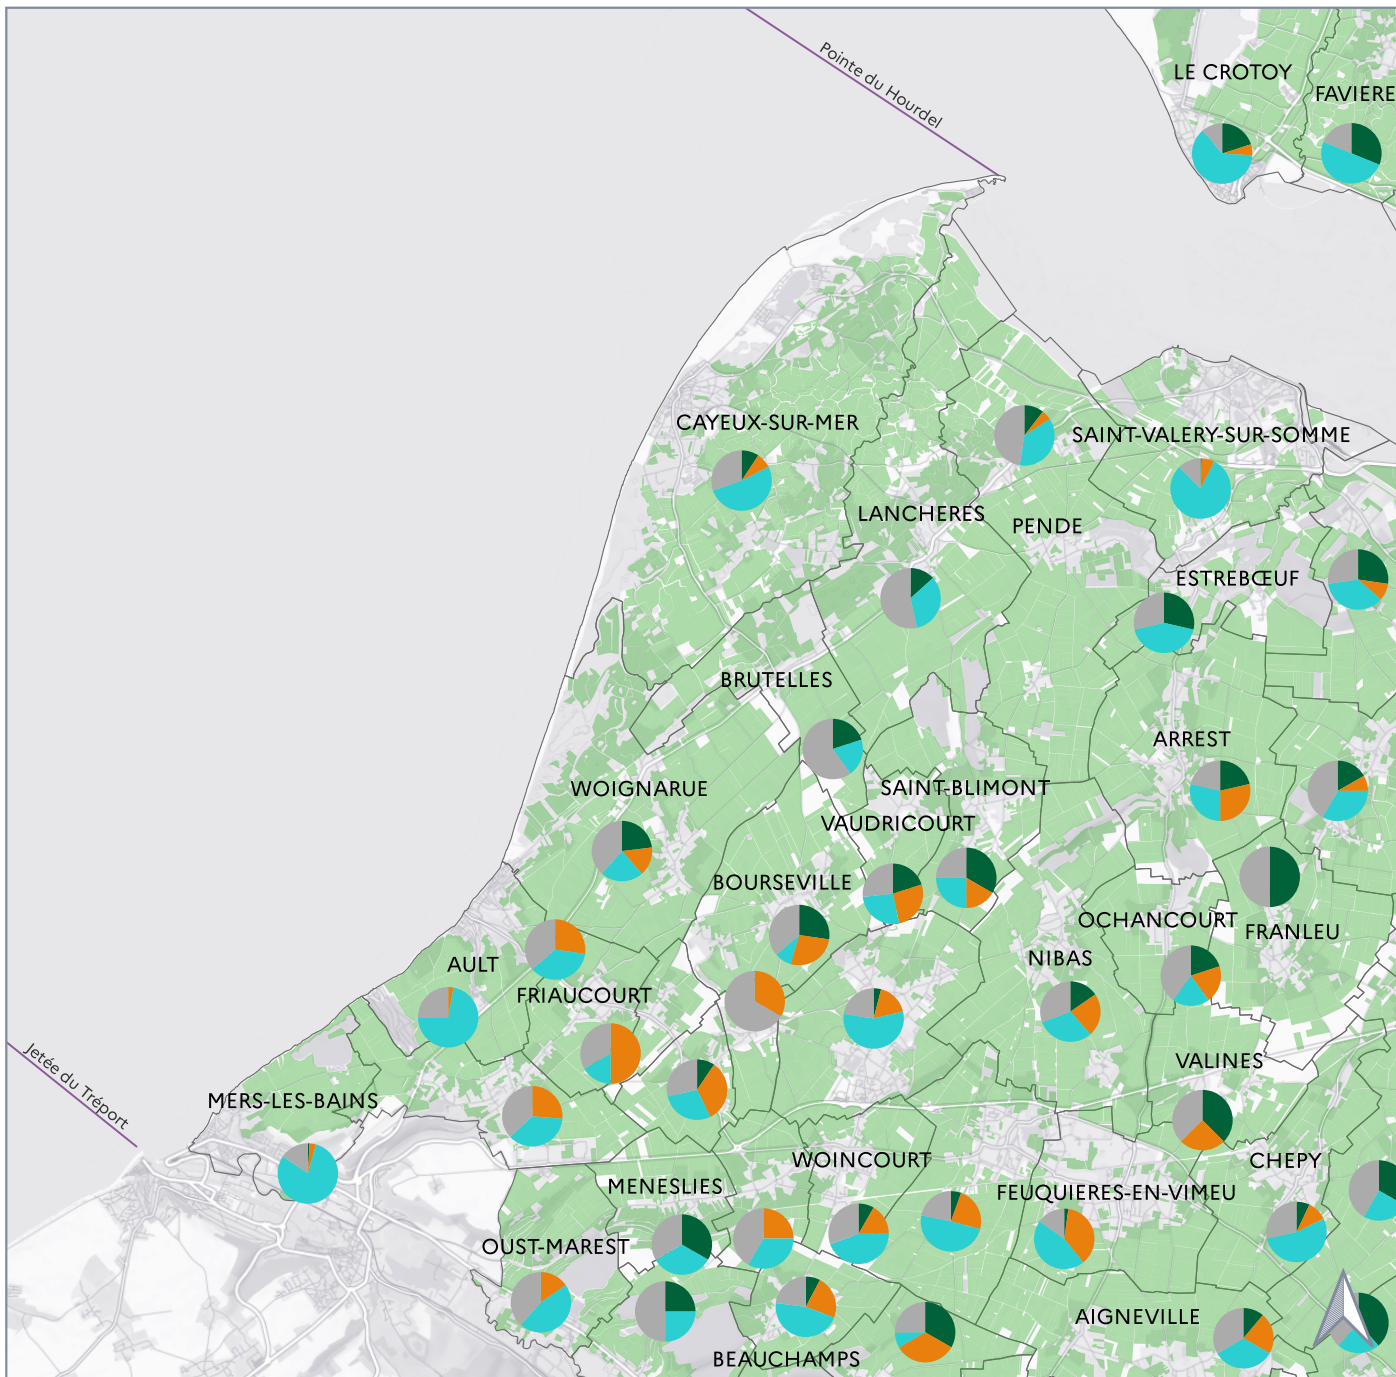 Pointe du Hourdel
LE CROTOY
FAVIERE
CAYEUX-SUR-MER
SAINT-VALERY-SUR-SOMME
LANCHERES
PENDE
ESTREBŒUF
BRUTELLES
ARREST
WOIGNARUE
SAINT-BLIMONT
VAUDRICOURT
BOURSEVILLE
OCHANCOURT
FRANLEU
NIBAS
AULT
FRIAUCOURT
Jetée du Tréport
VALINES
MERS-LES-BAINS
WOINCOURT
CHEPY
MENESLIES
FEUQUIERES-EN-VIMEU
OUST-MAREST
AIGNEVILLE
BEAUCHAMPS